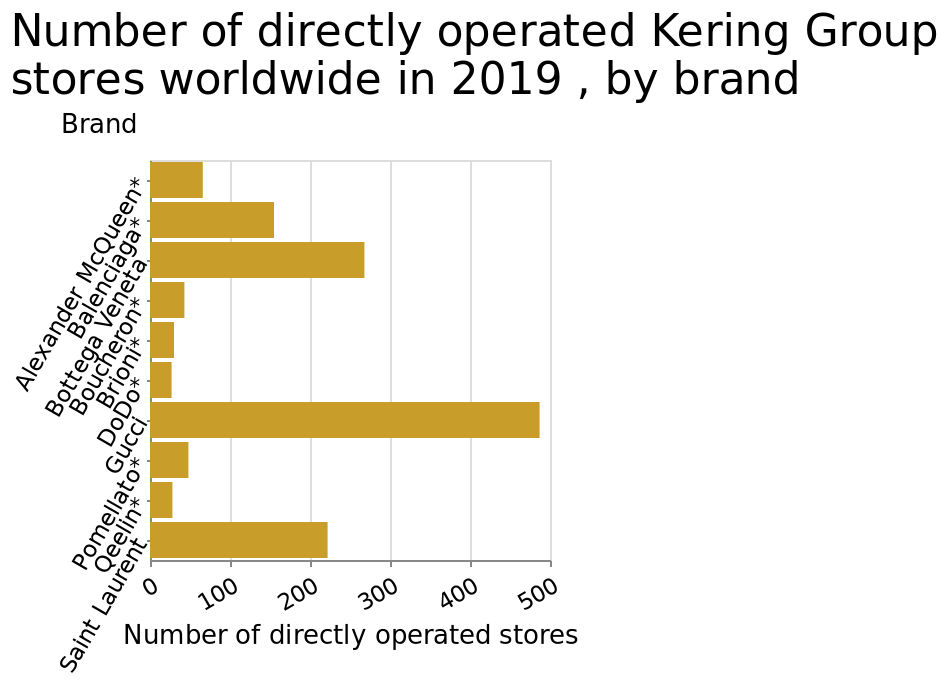 Number of directly operated Kering Group
stores worldwide in 2019 , by brand
Brand
Alexander McQueen*
Balenciaga*
Bottega Veneta
Boucheron*
Brioni*
DoDo*
Gucci
Pomellato*
Qeelin*
Saint Laurent
0 100 200 300 400 500
Number of directly operated stores